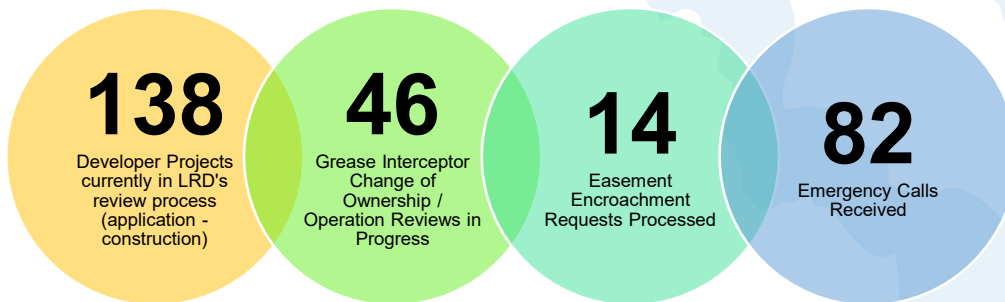 138
Developer Projects
currently in LRD's
review process
(application -
construction)
46
Grease Interceptor
Change of
Ownership /
Operation Reviews in
Progress
14
Easement
Encroachment
Requests Processed
82
Emergency Calls
Received